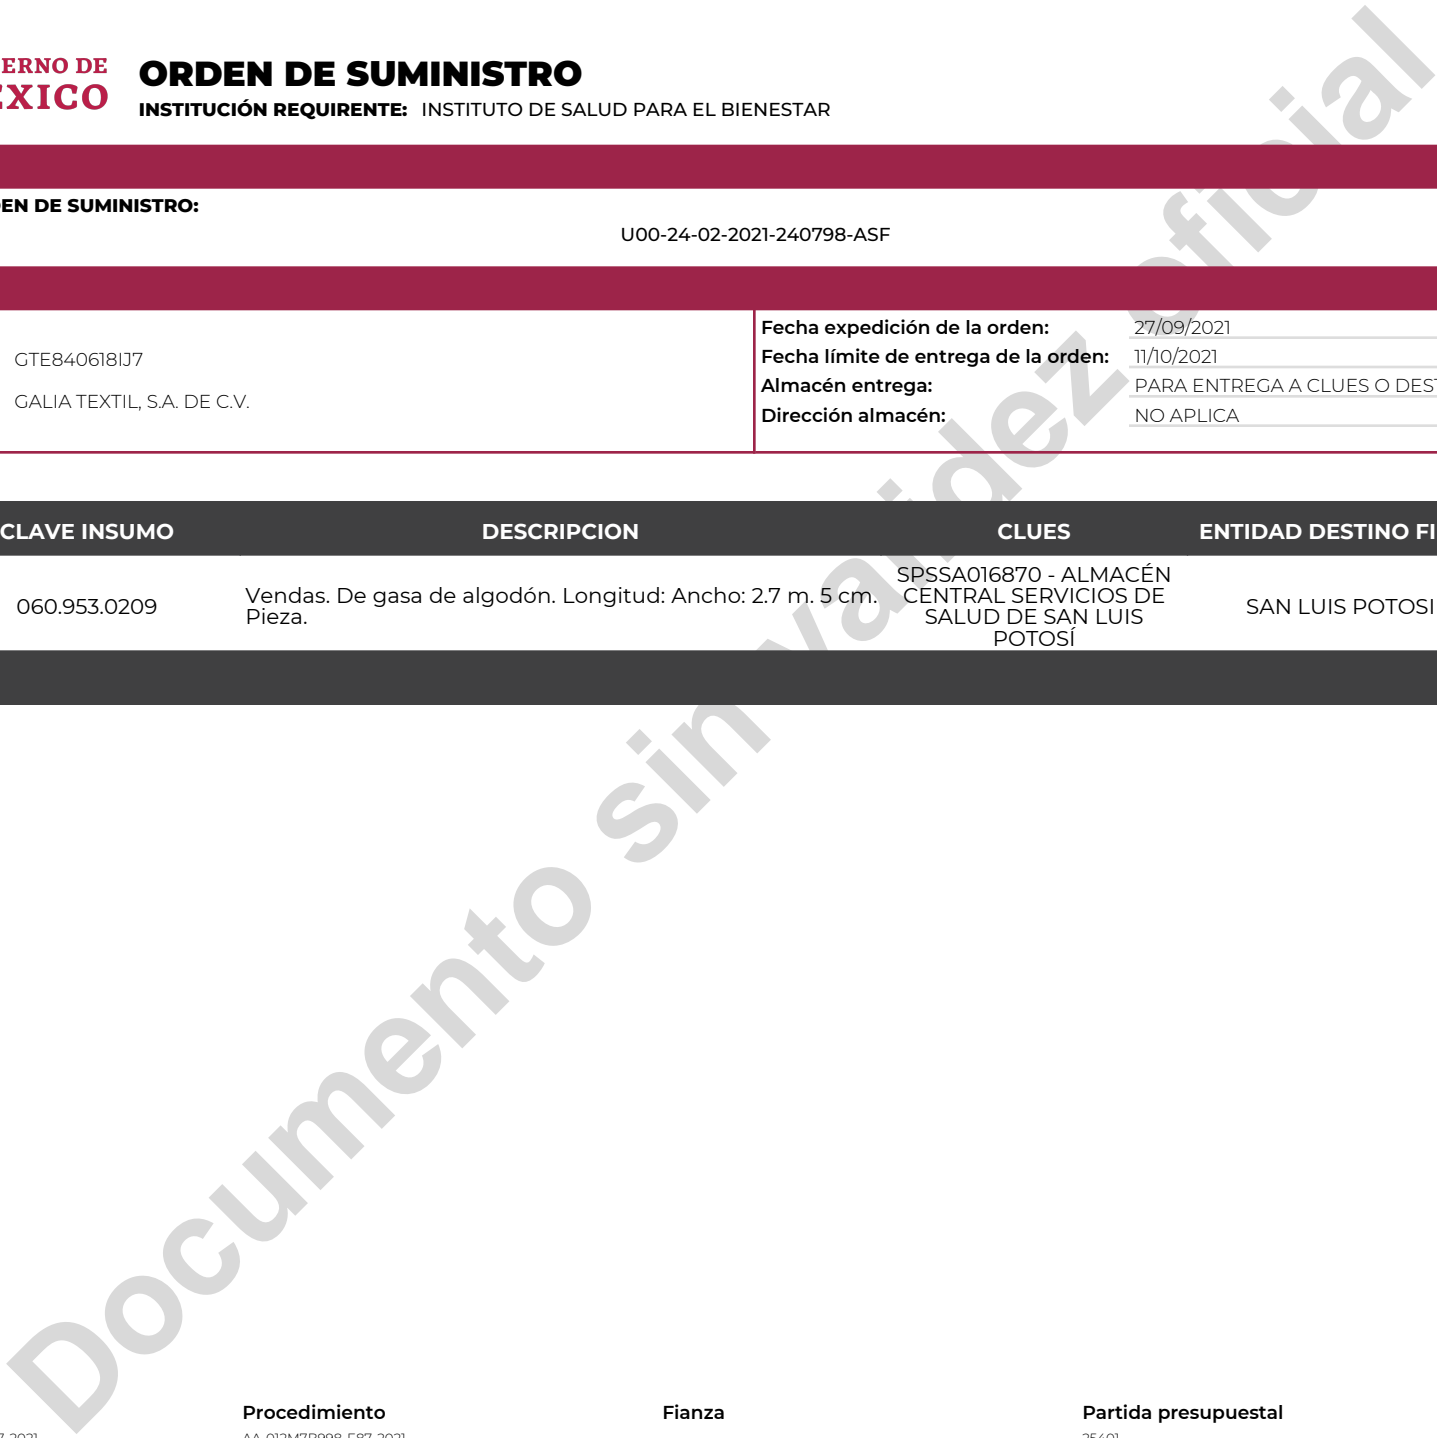 ERNO DE
EXICO
ORDEN DE SUMINISTRO
INSTITUCIÓN REQUIRENTE: INSTITUTO DE SALUD PARA EL BIENESTAR
EN DE SUMINISTRO:
U00-24-02-2021-240798-ASF
GTE840618IJ7
GALIA TEXTIL, S.A. DE C.V.
Fecha expedición de la orden: 27/09/2021
Fecha límite de entrega de la orden: 11/10/2021
Almacén entrega: PARA ENTREGA A CLUES O DEST
Dirección almacén: NO APLICA
CLAVE INSUMO DESCRIPCION CLUES ENTIDAD DESTINO FI
060.953.0209
Vendas. De gasa de algodón. Longitud: Ancho: 2.7 m. 5 cm.
Pieza.
SPSSA016870 - ALMACÉN
CENTRAL SERVICIOS DE
SALUD DE SAN LUIS
POTOSÍ
SAN LUIS POTOSI
Documento sin validez oficial
Procedimiento Fianza Partida presupuestal